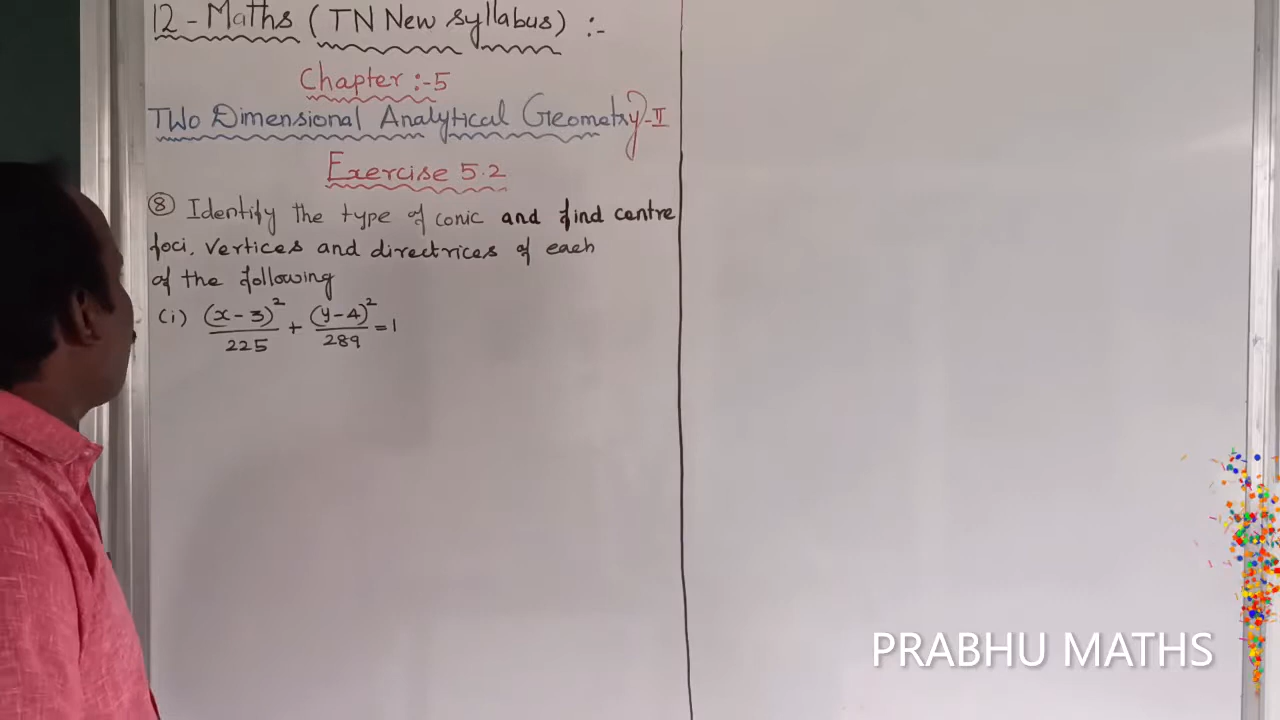 12 - Maths ( TN New syllabus) :-
Chapter :-5
TWo Dimensional Analytical Geometry-II
Exercise 5.2
⑧ Identify the type of conic and find centre
foci, vertices and directrices of each
of the following
(i) (x-3)²/225 + (y-4)²/289 = 1
PRABHU MATHS